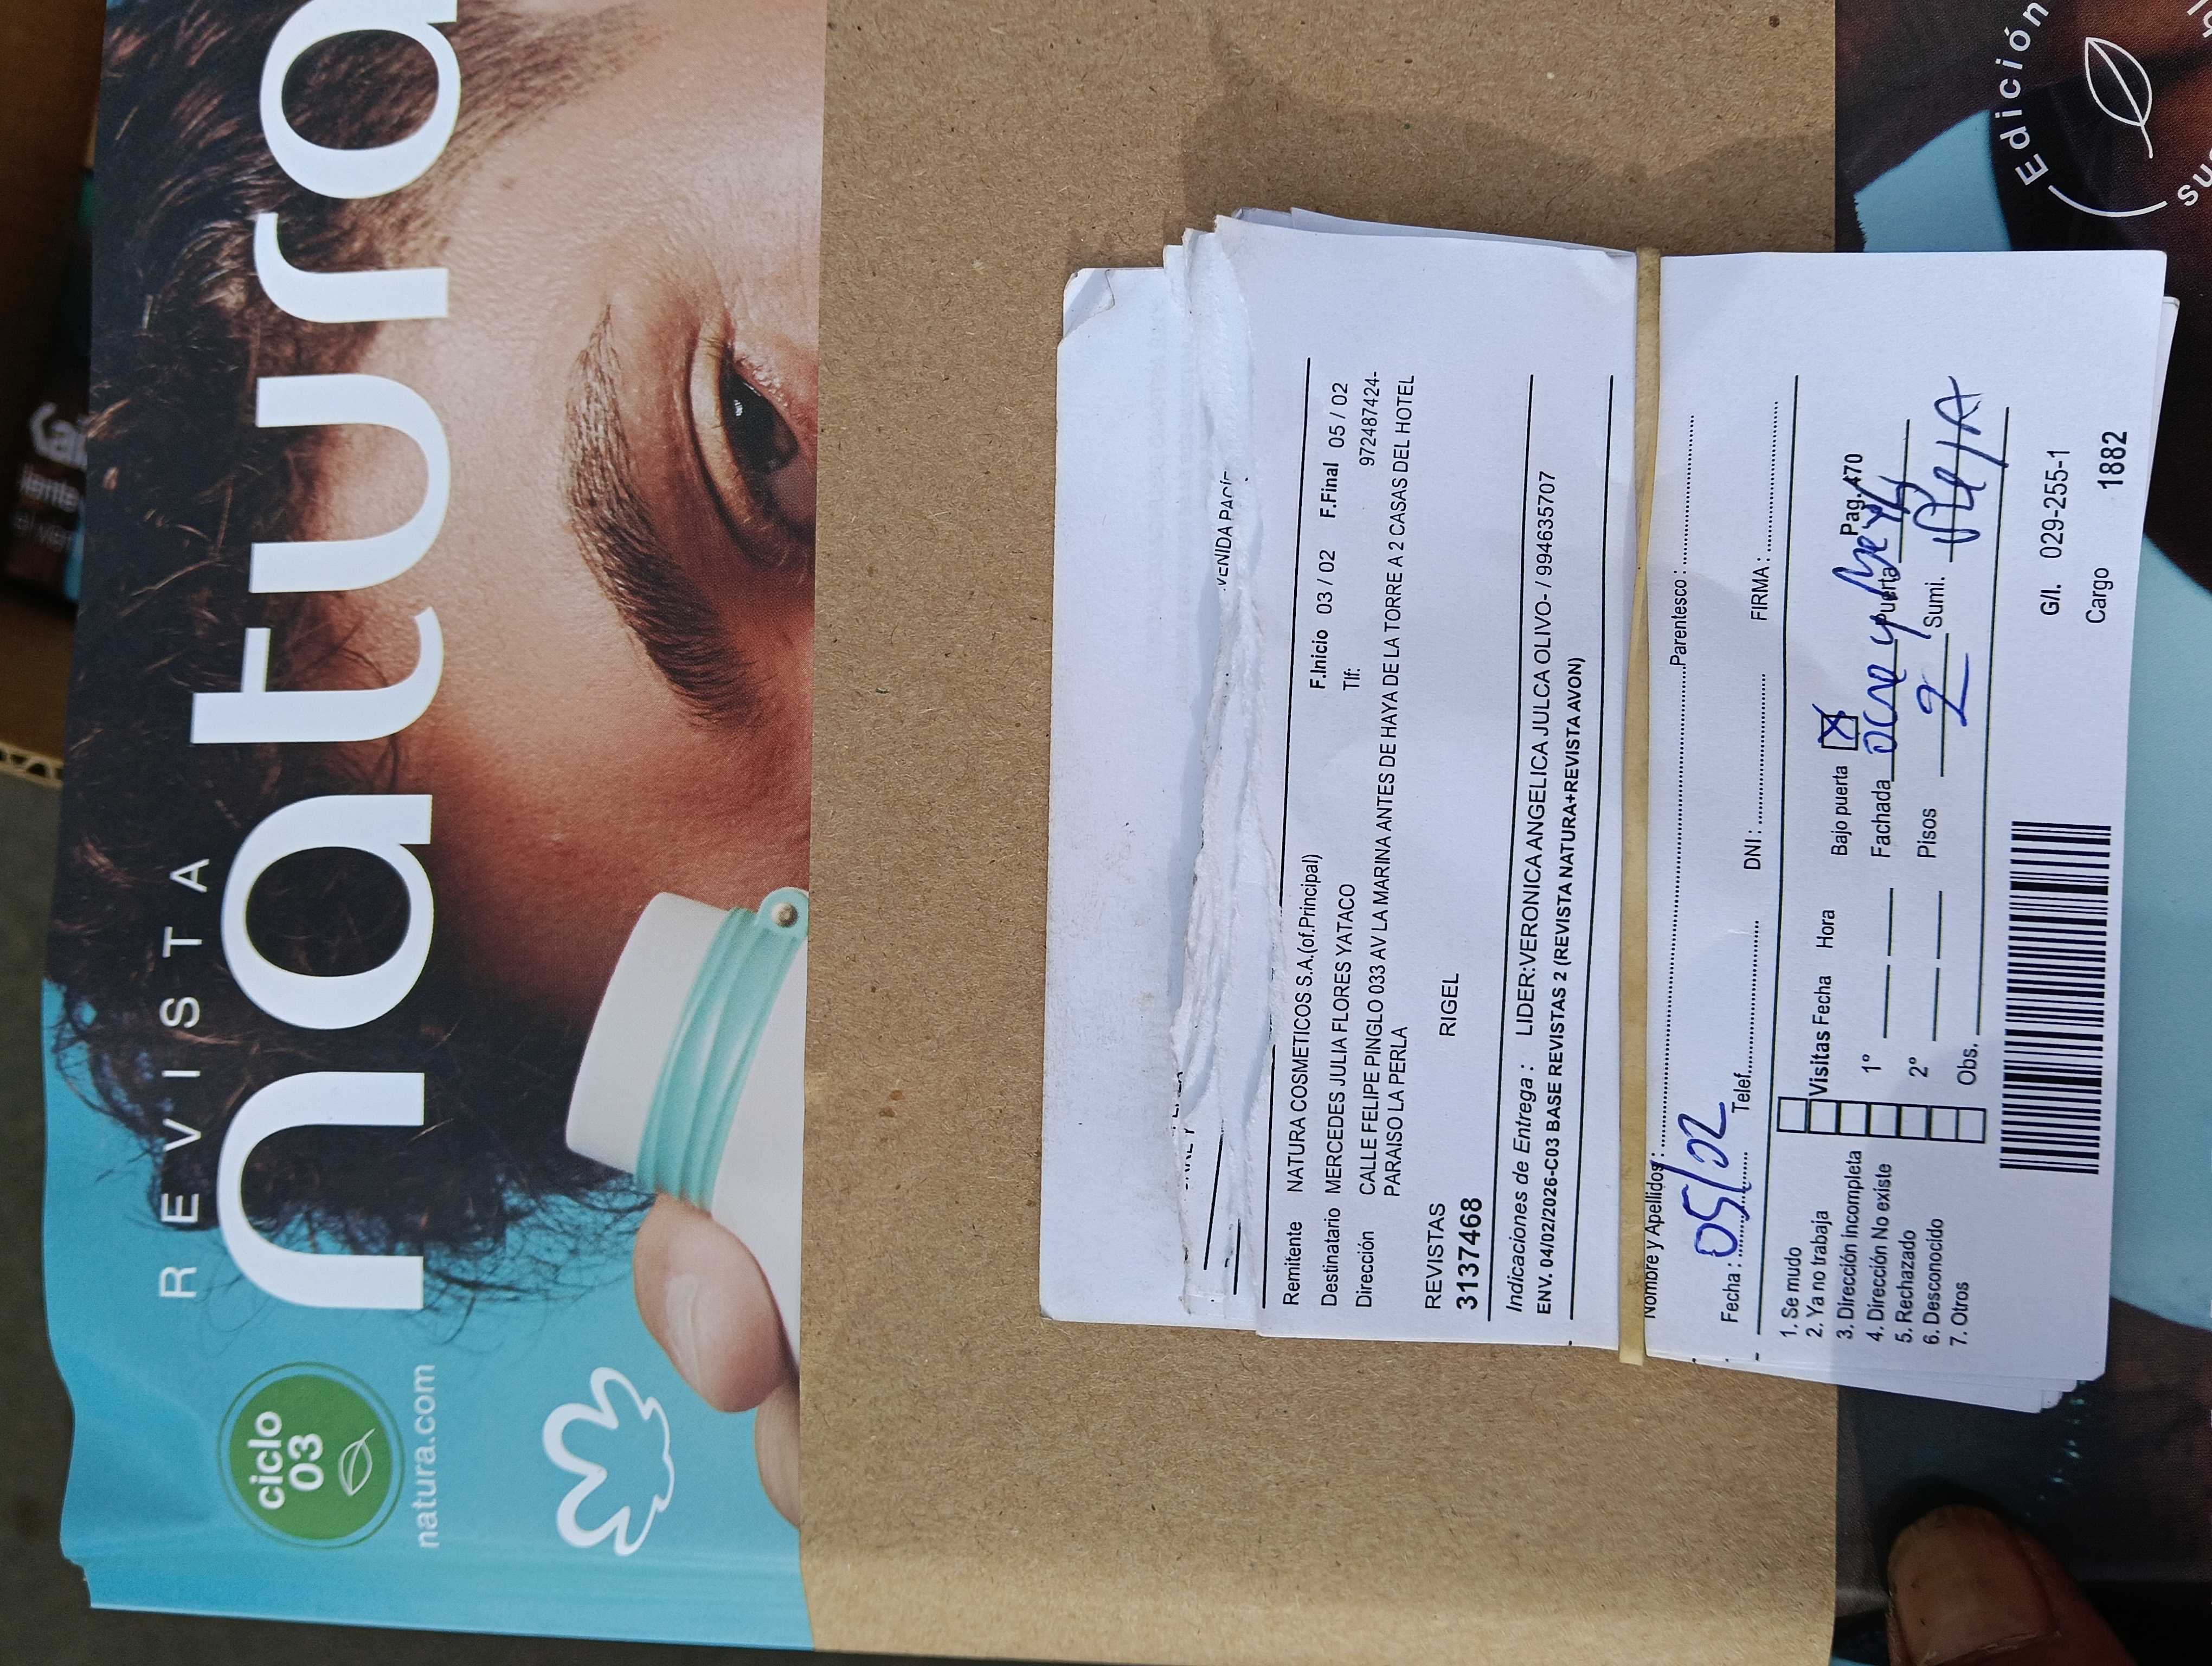 REVISTA
natura
ciclo
03
natura.com
Edición
VENIDA PACÍF
Remitente NATURA COSMETICOS S.A.(of.Principal)
F.Inicio 03 / 02 F.Final 05 / 02
Destinatario MERCEDES JULIA FLORES YATACO
Tlf: 972487424-
Dirección CALLE FELIPE PINGLO 033 AV LA MARINA ANTES DE HAYA DE LA TORRE A 2 CASAS DEL HOTEL
PARAISO LA PERLA
REVISTAS RIGEL
3137468
Indicaciones de Entrega : LIDER:VERONICA ANGELICA JULCA OLIVO- / 994635707
ENV. 04/02/2026-C03 BASE REVISTAS 2 (REVISTA NATURA+REVISTA AVON)
Nombre y Apellidos : Parentesco :
Fecha : 05/02 Telef. DNI : FIRMA :
1. Se mudo
2. Ya no trabaja
3. Dirección incompleta
4. Dirección No existe
5. Rechazado
6. Desconocido
7. Otros
Visitas Fecha Hora Bajo puerta Pag. 470
1º Fachada Puerta
2º Pisos 2 Sumi.
Obs.
G/I. 029-255-1
Cargo 1882